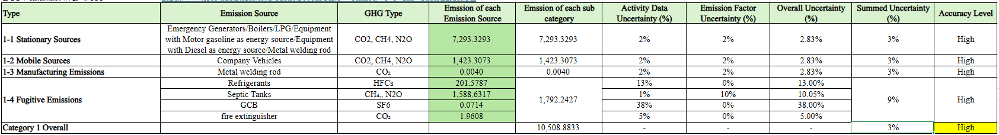 Type Emission Source GHG Type Emssion of each Emission Source Emssion of each sub category Activity Data Uncertainty (%) Emission Factor Uncertainty (%) Overall Uncertainty (%) Summed Uncertainty (%) Accuracy Level
1-1 Stationary Sources Emergency Generators/Boilers/LPG/Equipment with Motor gasoline as energy source/Equipment with Diesel as energy source/Metal welding rod CO2, CH4, N2O 7,293.3293 7,293.3293 2% 2% 2.83% 3% High
1-2 Mobile Sources Company Vehicles CO2, CH4, N2O 1,423.3073 1,423.3073 2% 2% 2.83% 3% High
1-3 Manufacturing Emissions Metal welding rod CO₂ 0.0040 0.0040 2% 2% 2.83% 3% High
1-4 Fugitive Emissions Refrigerants HFCs 201.5787 1,792.2427 13% 0% 13.00% 9% High
Septic Tanks CH₄,, N2O 1,588.6317 1% 10% 10.05%
GCB SF6 0.0714 38% 0% 38.00%
fire extinguisher CO₂ 1.9608 5% 0% 5.00%
Category 1 Overall 10,508.8833 - - - 3% High